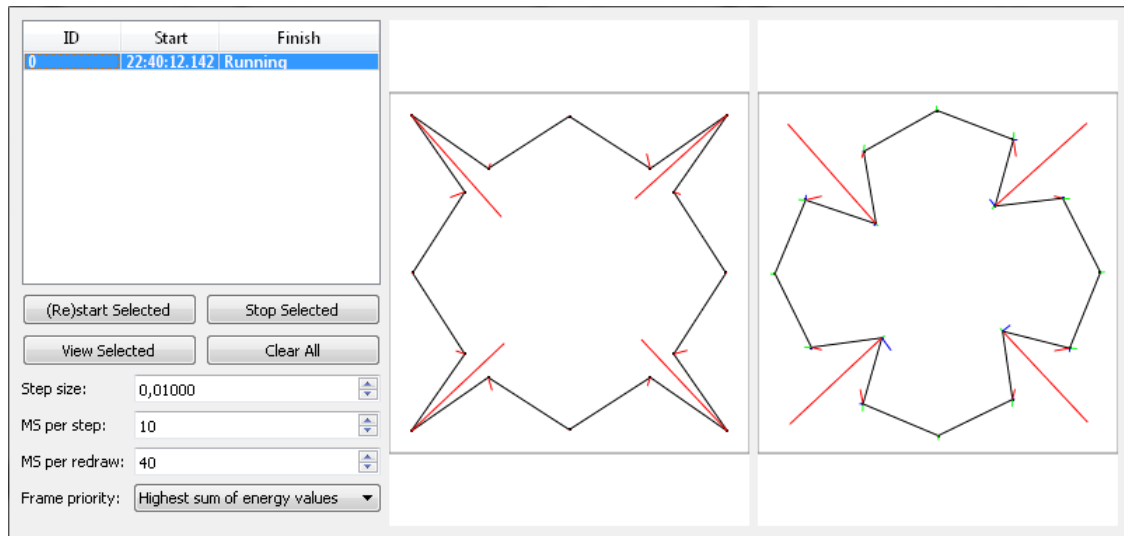 ID Start Finish
0 22:40:12.142 Running
(Re)start Selected Stop Selected
View Selected Clear All
Step size: 0,01000
MS per step: 10
MS per redraw: 40
Frame priority: Highest sum of energy values